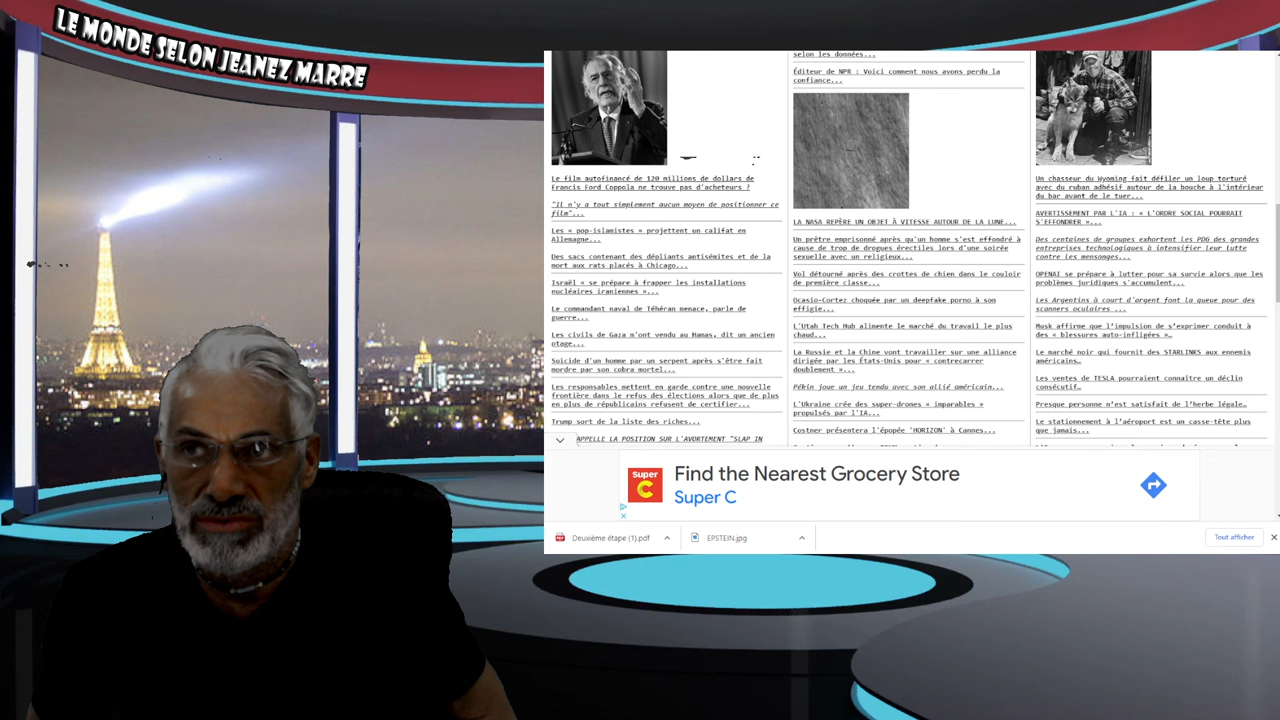 LE MONDE SELON JEANEZ MARRE
Le film autofinancé de 120 millions de dollars de
Francis Ford Coppola ne trouve pas d'acheteurs ?
"Il n'y a tout simplement aucun moyen de positionner ce
film"...
Les « pop-islamistes » projettent un califat en
Allemagne...
Des sacs contenant des dépliants antisémites et de la
mort aux rats placés à Chicago...
Israël « se prépare à frapper les installations
nucléaires iraniennes »...
Le commandant naval de Téhéran menace, parle de
guerre...
Les civils de Gaza m'ont vendu au Hamas, dit un ancien
otage...
Suicide d'un homme par un serpent après s'être fait
mordre par son cobra mortel...
Les responsables mettent en garde contre une nouvelle
frontière dans le refus des élections alors que de plus
en plus de républicains refusent de certifier...
Trump sort de la liste des riches...
APPELLE LA POSITION SUR L'AVORTEMENT "SLAP IN
selon les données...
Éditeur de NPR : Voici comment nous avons perdu la
confiance...
LA NASA REPÈRE UN OBJET À VITESSE AUTOUR DE LA LUNE...
Un prêtre emprisonné après qu'un homme s'est effondré à
cause de trop de drogues érectiles lors d'une soirée
sexuelle avec un religieux...
Vol détourné après des crottes de chien dans le couloir
de première classe...
Ocasio-Cortez choquée par un deepfake porno à son
effigie...
L'Utah Tech Hub alimente le marché du travail le plus
chaud...
La Russie et la Chine vont travailler sur une alliance
dirigée par les États-Unis pour « contrecarrer
doublement »...
Pékin joue un jeu tendu avec son allié américain...
L'Ukraine crée des super-drones « imparables »
propulsés par l'IA...
Costner présentera l'épopée 'HORIZON' à Cannes...
Un chasseur du Wyoming fait défiler un loup torturé
avec du ruban adhésif autour de la bouche à l'intérieur
du bar avant de le tuer...
AVERTISSEMENT PAR L'IA : « L'ORDRE SOCIAL POURRAIT
S'EFFONDRER »...
Des centaines de groupes exhortent les PDG des grandes
entreprises technologiques à intensifier leur lutte
contre les mensonges...
OPENAI se prépare à lutter pour sa survie alors que les
problèmes juridiques s'accumulent...
Les Argentins à court d'argent font la queue pour des
scanners oculaires ...
Musk affirme que l'impulsion de s'exprimer conduit à
des « blessures auto-infligées »…
Le marché noir qui fournit des STARLINKS aux ennemis
américains…
Les ventes de TESLA pourraient connaître un déclin
consécutif…
Presque personne n'est satisfait de l'herbe légale…
Le stationnement à l'aéroport est un casse-tête plus
que jamais...
Super C
Find the Nearest Grocery Store
Super C
Deuxième étape (1).pdf
EPSTEIN.jpg
Tout afficher